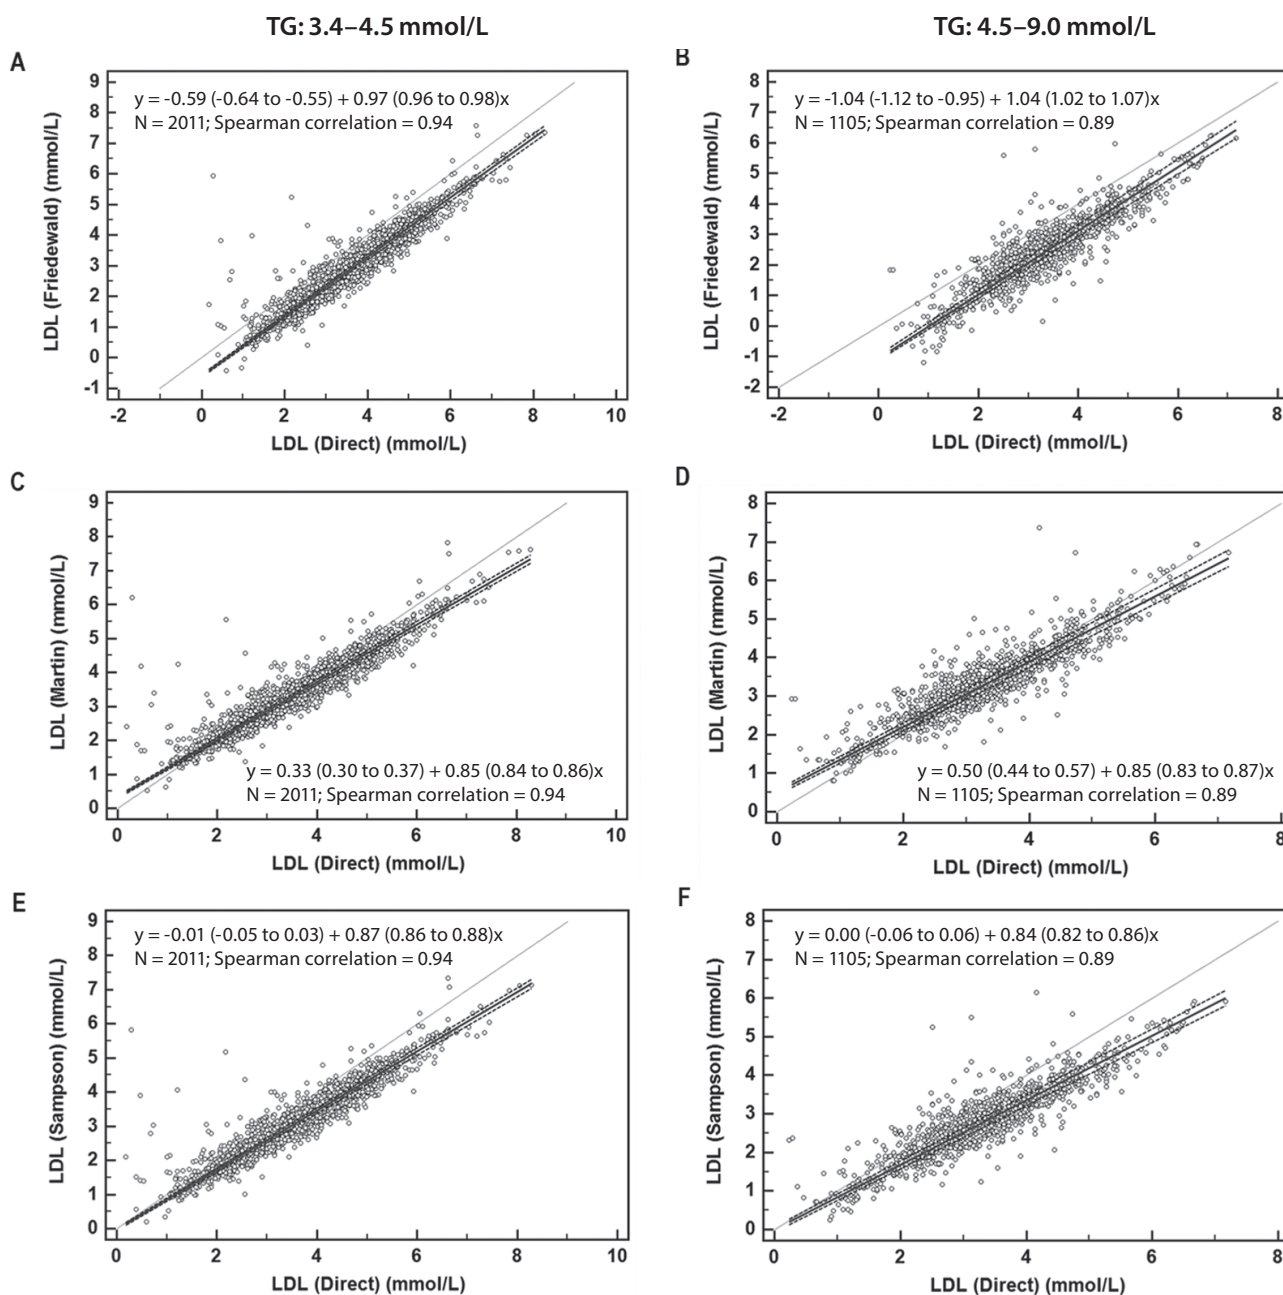 TG: 3.4–4.5 mmol/L
TG: 4.5–9.0 mmol/L
A
y = -0.59 (-0.64 to -0.55) + 0.97 (0.96 to 0.98)x
N = 2011; Spearman correlation = 0.94
LDL (Friedewald) (mmol/L)
9
8
7
6
5
4
3
2
1
0
-1
-2 0 2 4 6 8 10
LDL (Direct) (mmol/L)
B
y = -1.04 (-1.12 to -0.95) + 1.04 (1.02 to 1.07)x
N = 1105; Spearman correlation = 0.89
LDL (Friedewald) (mmol/L)
8
7
6
5
4
3
2
1
0
-1
-2
-2 0 2 4 6 8
LDL (Direct) (mmol/L)
C
LDL (Martin) (mmol/L)
9
8
7
6
5
4
3
2
1
0
y = 0.33 (0.30 to 0.37) + 0.85 (0.84 to 0.86)x
N = 2011; Spearman correlation = 0.94
0 2 4 6 8 10
LDL (Direct) (mmol/L)
D
LDL (Martin) (mmol/L)
8
7
6
5
4
3
2
1
0
y = 0.50 (0.44 to 0.57) + 0.85 (0.83 to 0.87)x
N = 1105; Spearman correlation = 0.89
0 2 4 6 8
LDL (Direct) (mmol/L)
E
y = -0.01 (-0.05 to 0.03) + 0.87 (0.86 to 0.88)x
N = 2011; Spearman correlation = 0.94
LDL (Sampson) (mmol/L)
9
8
7
6
5
4
3
2
1
0
0 2 4 6 8 10
LDL (Direct) (mmol/L)
F
y = 0.00 (-0.06 to 0.06) + 0.84 (0.82 to 0.86)x
N = 1105; Spearman correlation = 0.89
LDL (Sampson) (mmol/L)
8
7
6
5
4
3
2
1
0
0 2 4 6 8
LDL (Direct) (mmol/L)